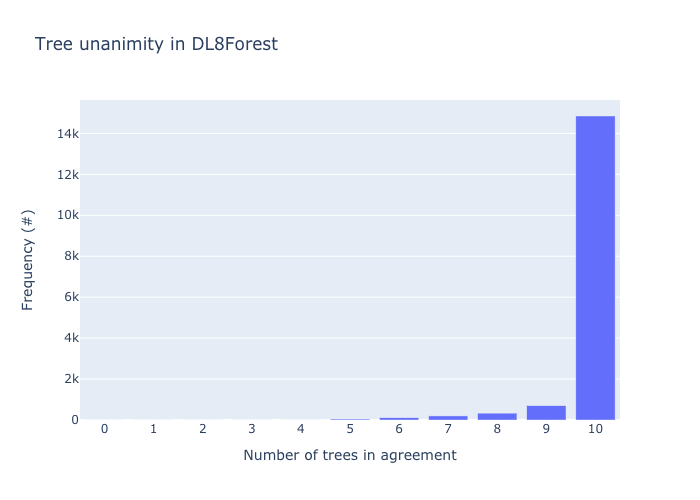 Tree unanimity in DL8Forest
14k
12k
10k
8k
6k
4k
2k
0
Frequency (#)
0 1 2 3 4 5 6 7 8 9 10
Number of trees in agreement